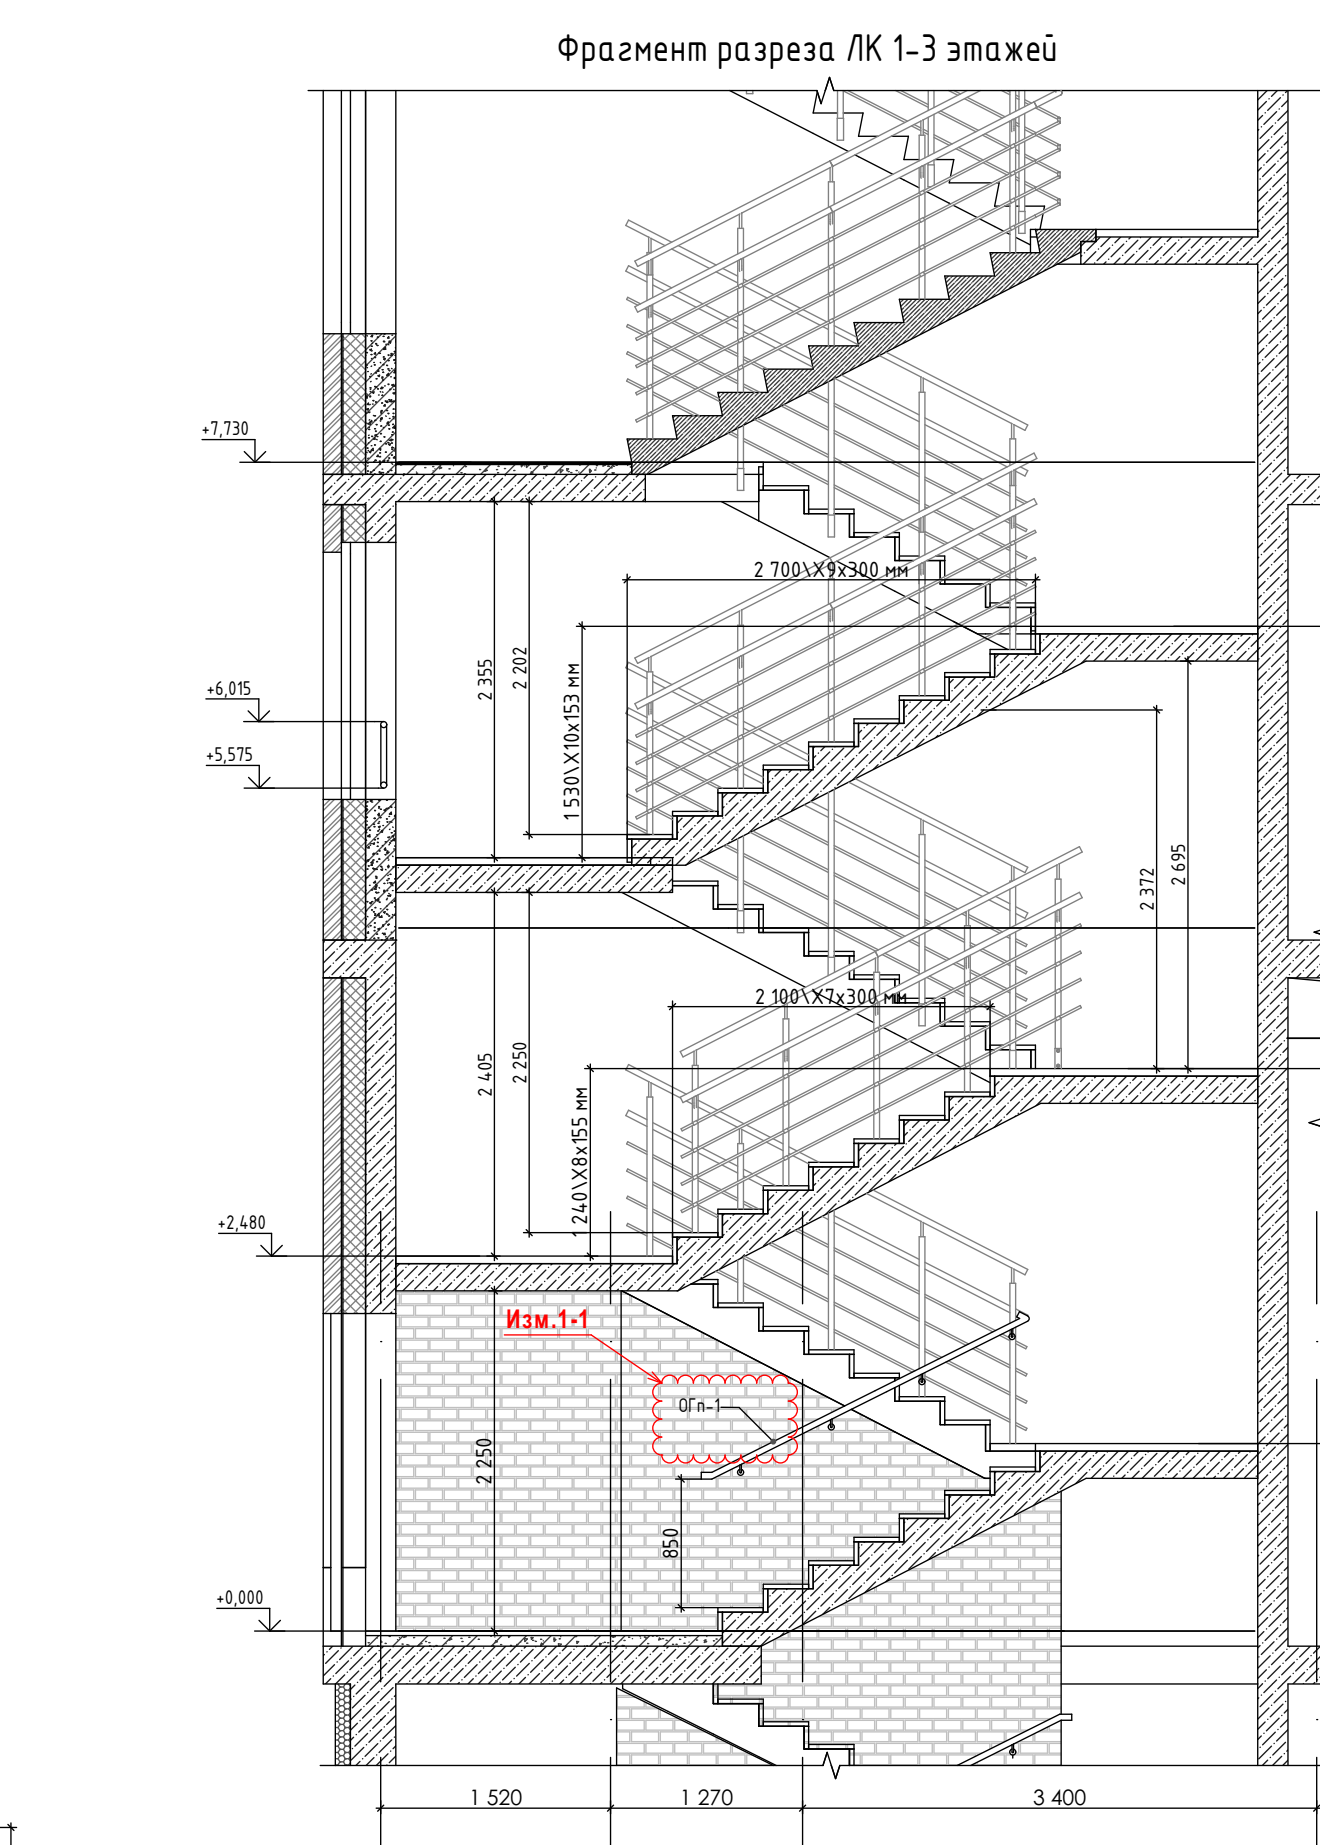 Фрагмент разреза ЛК 1-3 этажей
+7,730
2 700\X9x300 мм
2 355
2 202
1 530\X10x153 мм
+6,015
+5,575
2 372
2 695
2 100\X7x300 мм
2 405
2 250
1 240\X8x155 мм
+2,480
Изм.1-1
ОГп-1
2 250
850
+0,000
1 520
1 270
3 400